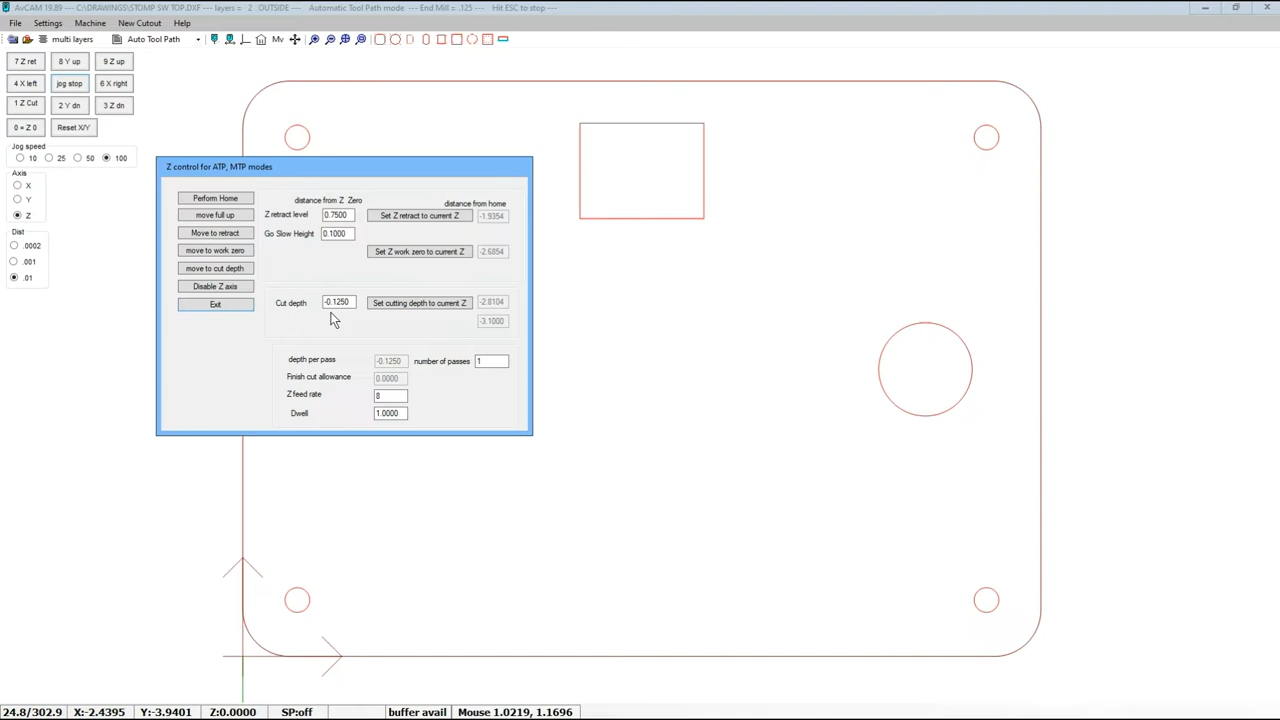 AvCAM 19.89 --- C:\DRAWINGS\STOMP SW TOP.DXF--- layers = 2 OUTSIDE --- Automatic Tool Path mode --- End Mill = .125 --- Hit ESC to stop ---
File Settings Machine New Cutout Help
multi layers Auto Tool Path Mv
7 Z ret 8 Y up 9 Z up
4 X left jog stop 6 X right
1 Z Cut 2 Y dn 3 Z dn
0 = Z 0 Reset X/Y
Jog speed
10 25 50 100
Axis
X
Y
Z
Dist
.0002
.001
.01
Z control for ATP, MTP modes
Perform Home
move full up
Move to retract
move to work zero
move to cut depth
Disable Z axis
Exit
distance from Z Zero
distance from home
Z retract level 0.7500 Set Z retract to current Z -1.9354
Go Slow Height 0.1000
Set Z work zero to current Z -2.6854
Cut depth -0.1250 Set cutting depth to current Z -2.8104
-3.1000
depth per pass -0.1250 number of passes 1
Finish cut allowance 0.0000
Z feed rate 8
Dwell 1.0000
24.8/302.9 X:-2.4395 Y:-3.9401 Z:0.0000 SP:off buffer avail Mouse 1.0219, 1.1696